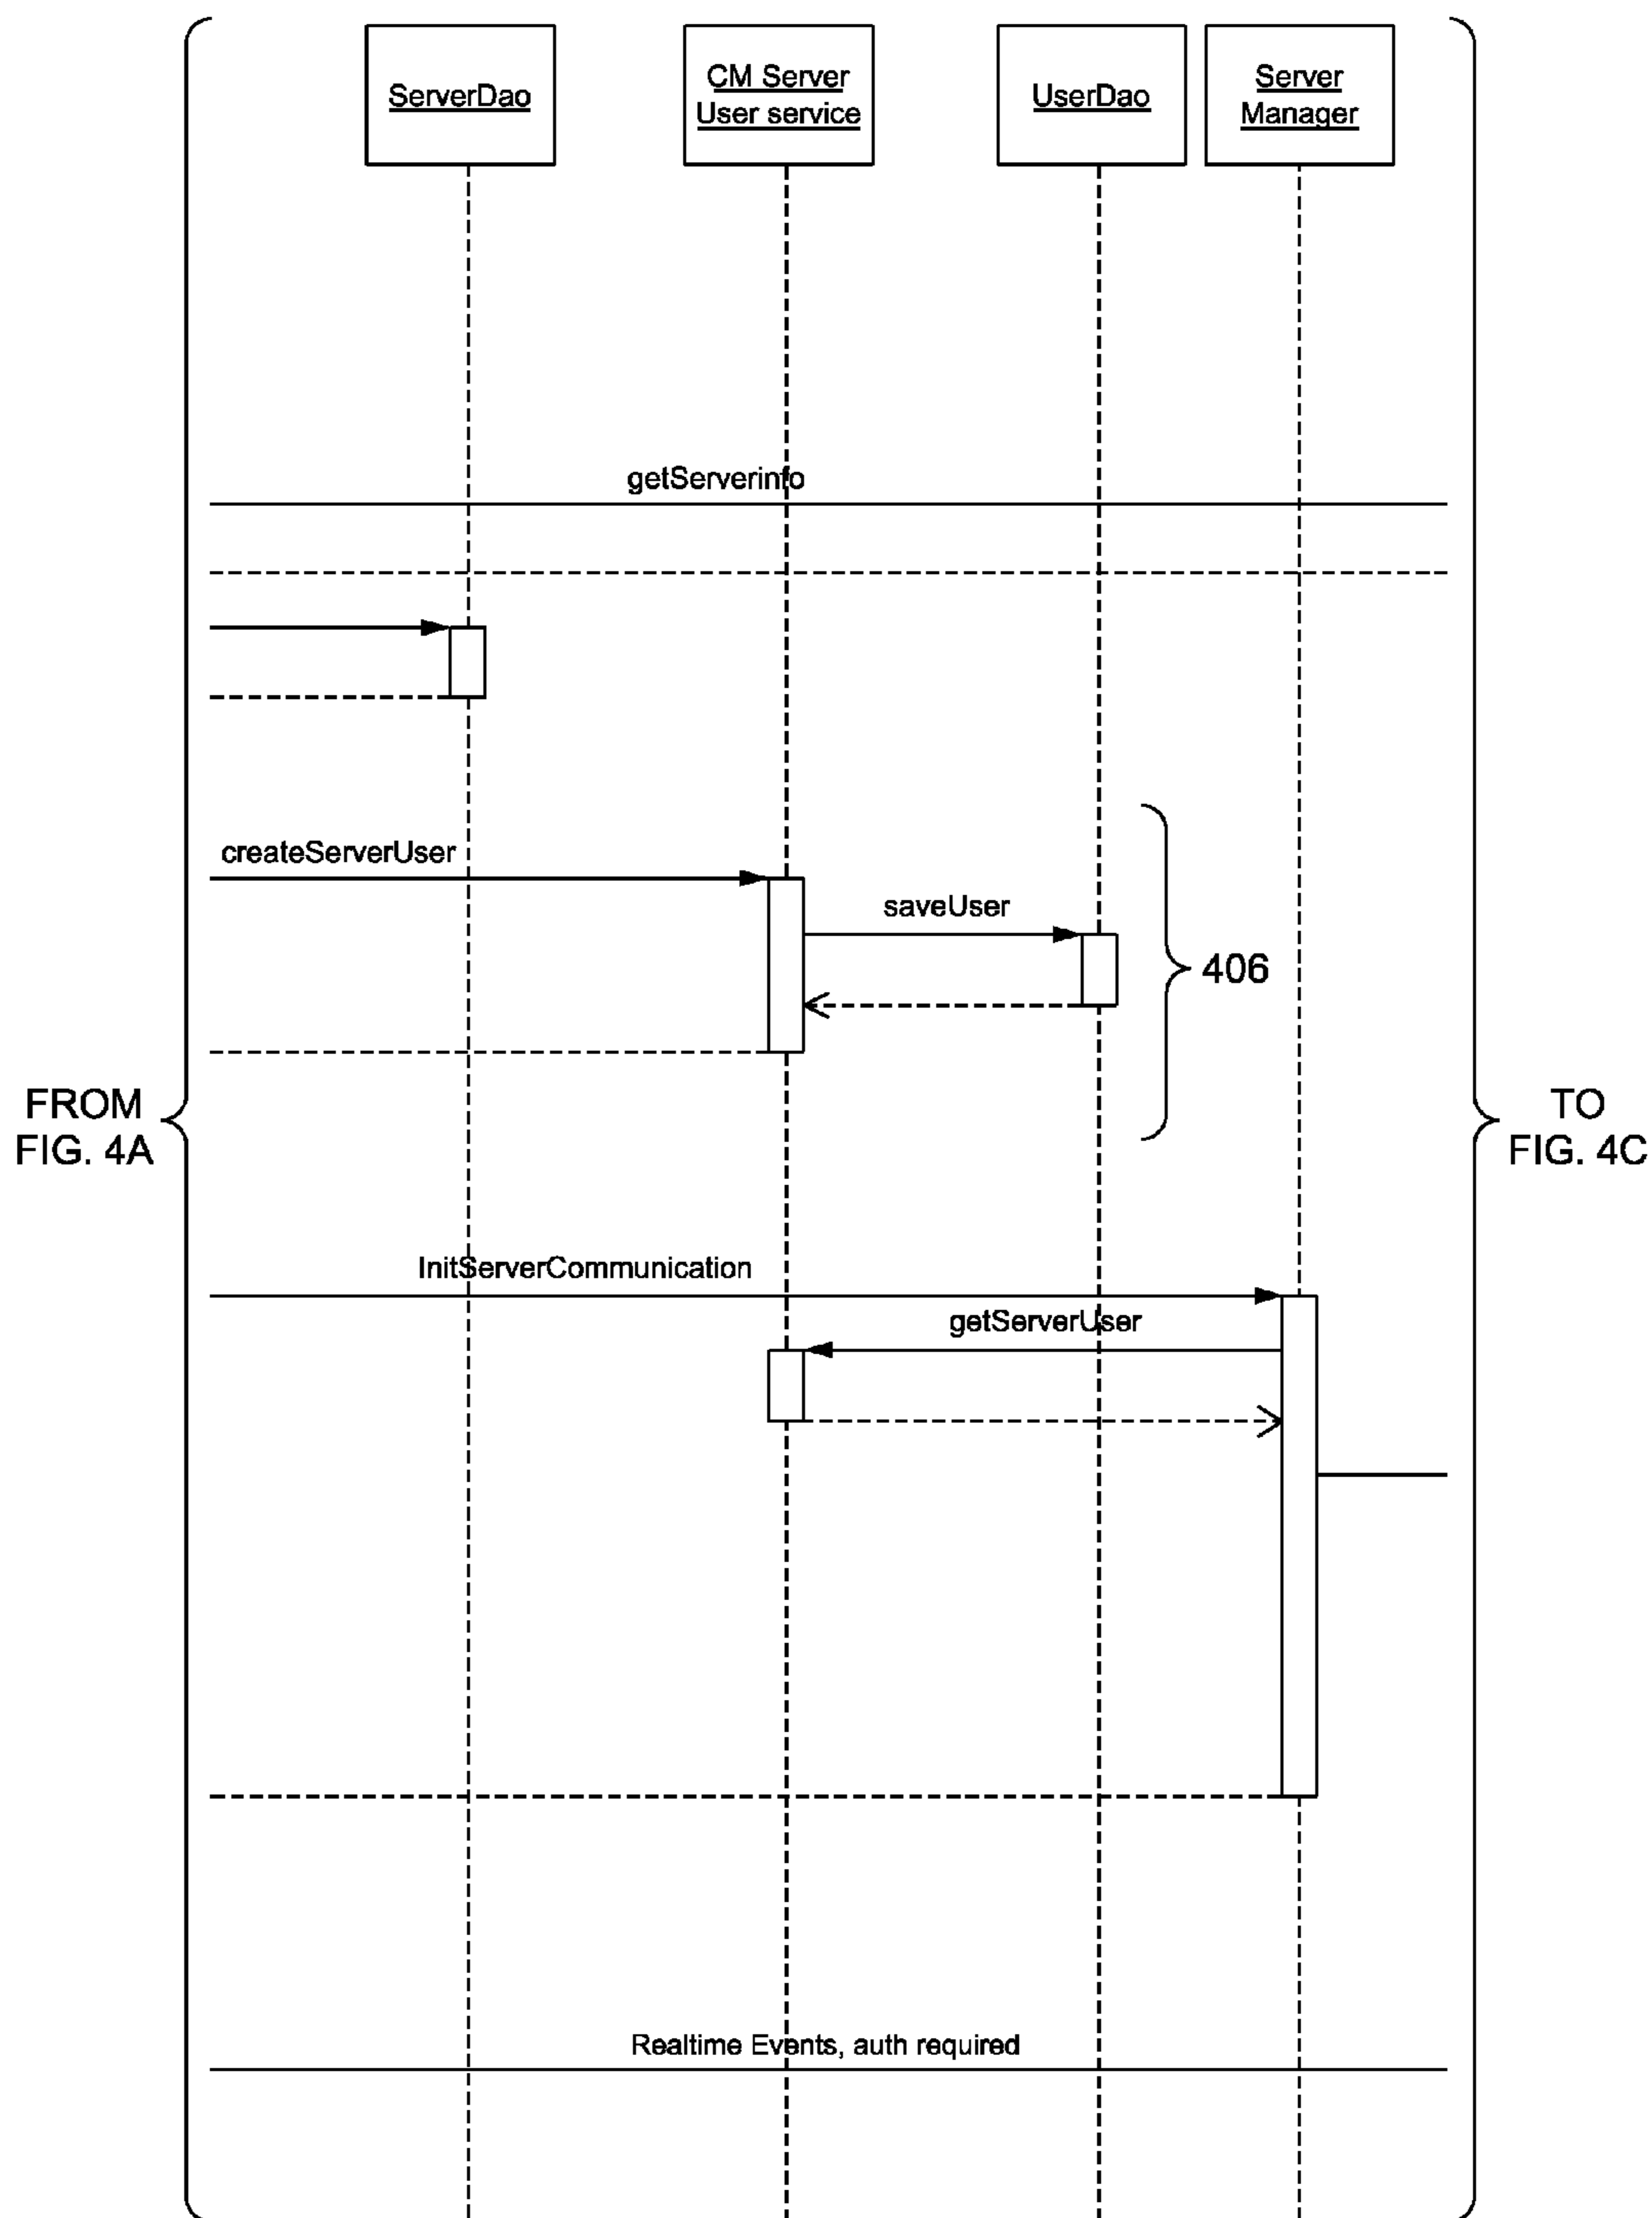 ServerDao
CM Server
User service
UserDao
Server
Manager
getServerinfo
createServerUser
saveUser
406
FROM
FIG. 4A
TO
FIG. 4C
InitServerCommunication
getServerUser
Realtime Events, auth required